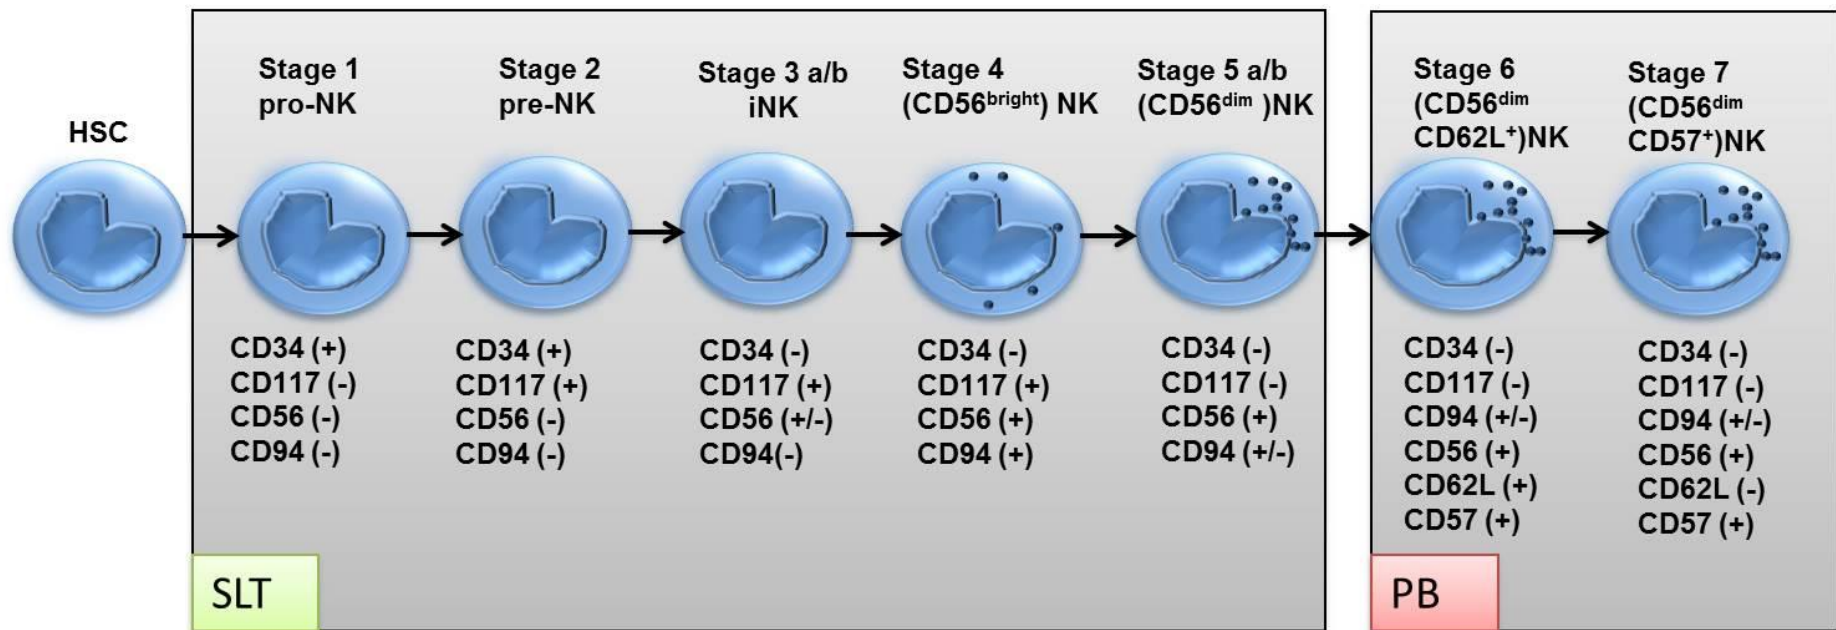 HSC
Stage 1
pro-NK
CD34 (+)
CD117 (-)
CD56 (-)
CD94 (-)
Stage 2
pre-NK
CD34 (+)
CD117 (+)
CD56 (-)
CD94 (-)
Stage 3 a/b
iNK
CD34 (-)
CD117 (+)
CD56 (+/-)
CD94(-)
Stage 4
(CD56bright) NK
CD34 (-)
CD117 (+)
CD56 (+)
CD94 (+)
Stage 5 a/b
(CD56dim )NK
CD34 (-)
CD117 (-)
CD56 (+)
CD94 (+/-)
SLT
Stage 6
(CD56dim
CD62L+)NK
CD34 (-)
CD117 (-)
CD94 (+/-)
CD56 (+)
CD62L (+)
CD57 (+)
Stage 7
(CD56dim
CD57+)NK
CD34 (-)
CD117 (-)
CD94 (+/-)
CD56 (+)
CD62L (-)
CD57 (+)
PB